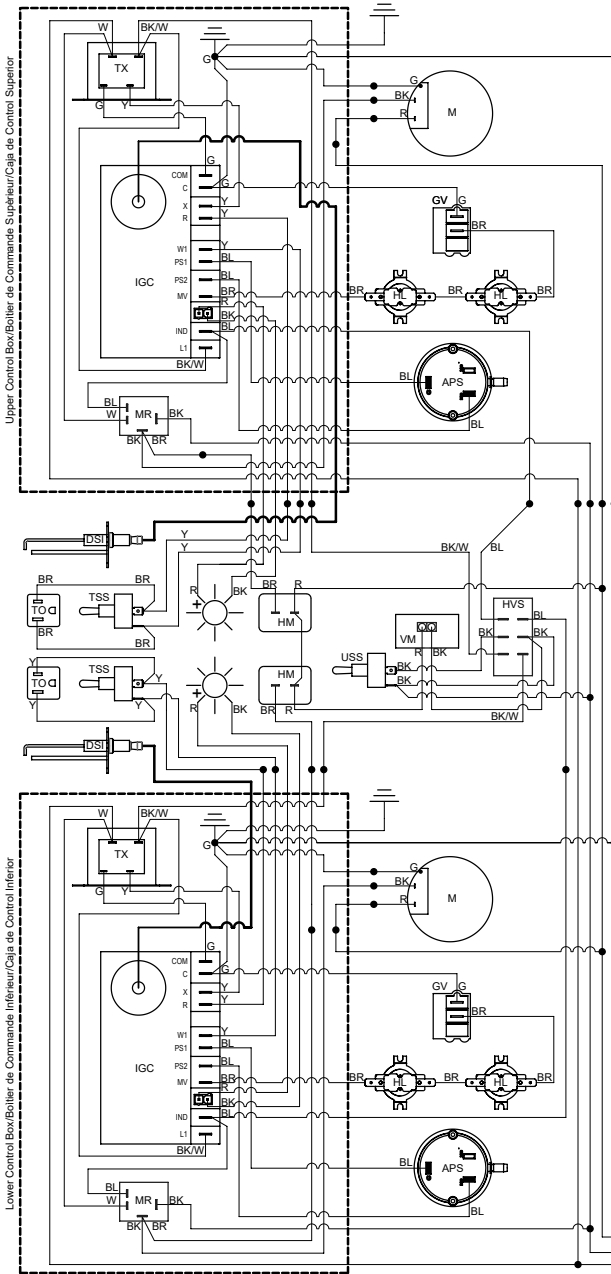 Upper Control Box/Boîtier de Commande Supérieur/Caja de Control Superior
W
BK/W
TX
G
Y
G
G
BK
R
M
G
COM
G
C
X
Y
R
Y
W1
Y
PS1
BL
PS2
BL
MV
BR
R
BK
IND
BL
L1
BK/W
IGC
GV
G
BR
BR
HL
BR
HL
BR
BL
APS
BL
BL
W
MR
BK
BK
BR
DSI
Y
Y
BK/W
BL
BR
BR
TSS
TOD
BR
BR
R
+
BK
BR
R
HM
HVS
BL
BK
BK
VM
R
BK
USS
BK
BK
Y
Y
TSS
TOD
Y
Y
Y
+
R
BK
HM
BR
R
BK/W
DSI
Lower Control Box/Boîtier de Commande Inférieur/Caja de Control Inferior
W
BK/W
TX
G
Y
G
G
BK
R
M
G
COM
G
C
X
Y
R
Y
W1
Y
PS1
BL
PS2
BL
MV
BR
R
BK
IND
BL
L1
BK/W
IGC
GV
G
BR
BR
HL
BR
HL
BR
BL
APS
BL
BL
W
MR
BK
BK
BR